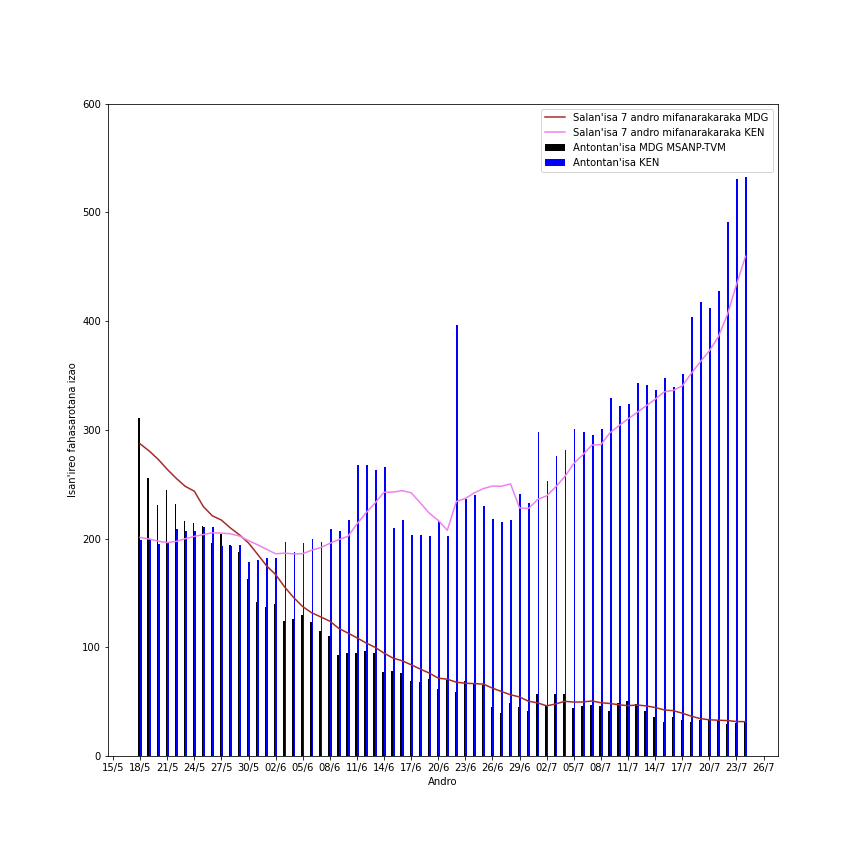 600
500
400
300
200
100
0
Isan'ireo fahasarotana izao
Salan'isa 7 andro mifanarakaraka MDG
Salan'isa 7 andro mifanarakaraka KEN
Antontan'isa MDG MSANP-TVM
Antontan'isa KEN
15/5 18/5 21/5 24/5 27/5 30/5 02/6 05/6 08/6 11/6 14/6 17/6 20/6 23/6 26/6 29/6 02/7 05/7 08/7 11/7 14/7 17/7 20/7 23/7 26/7
Andro